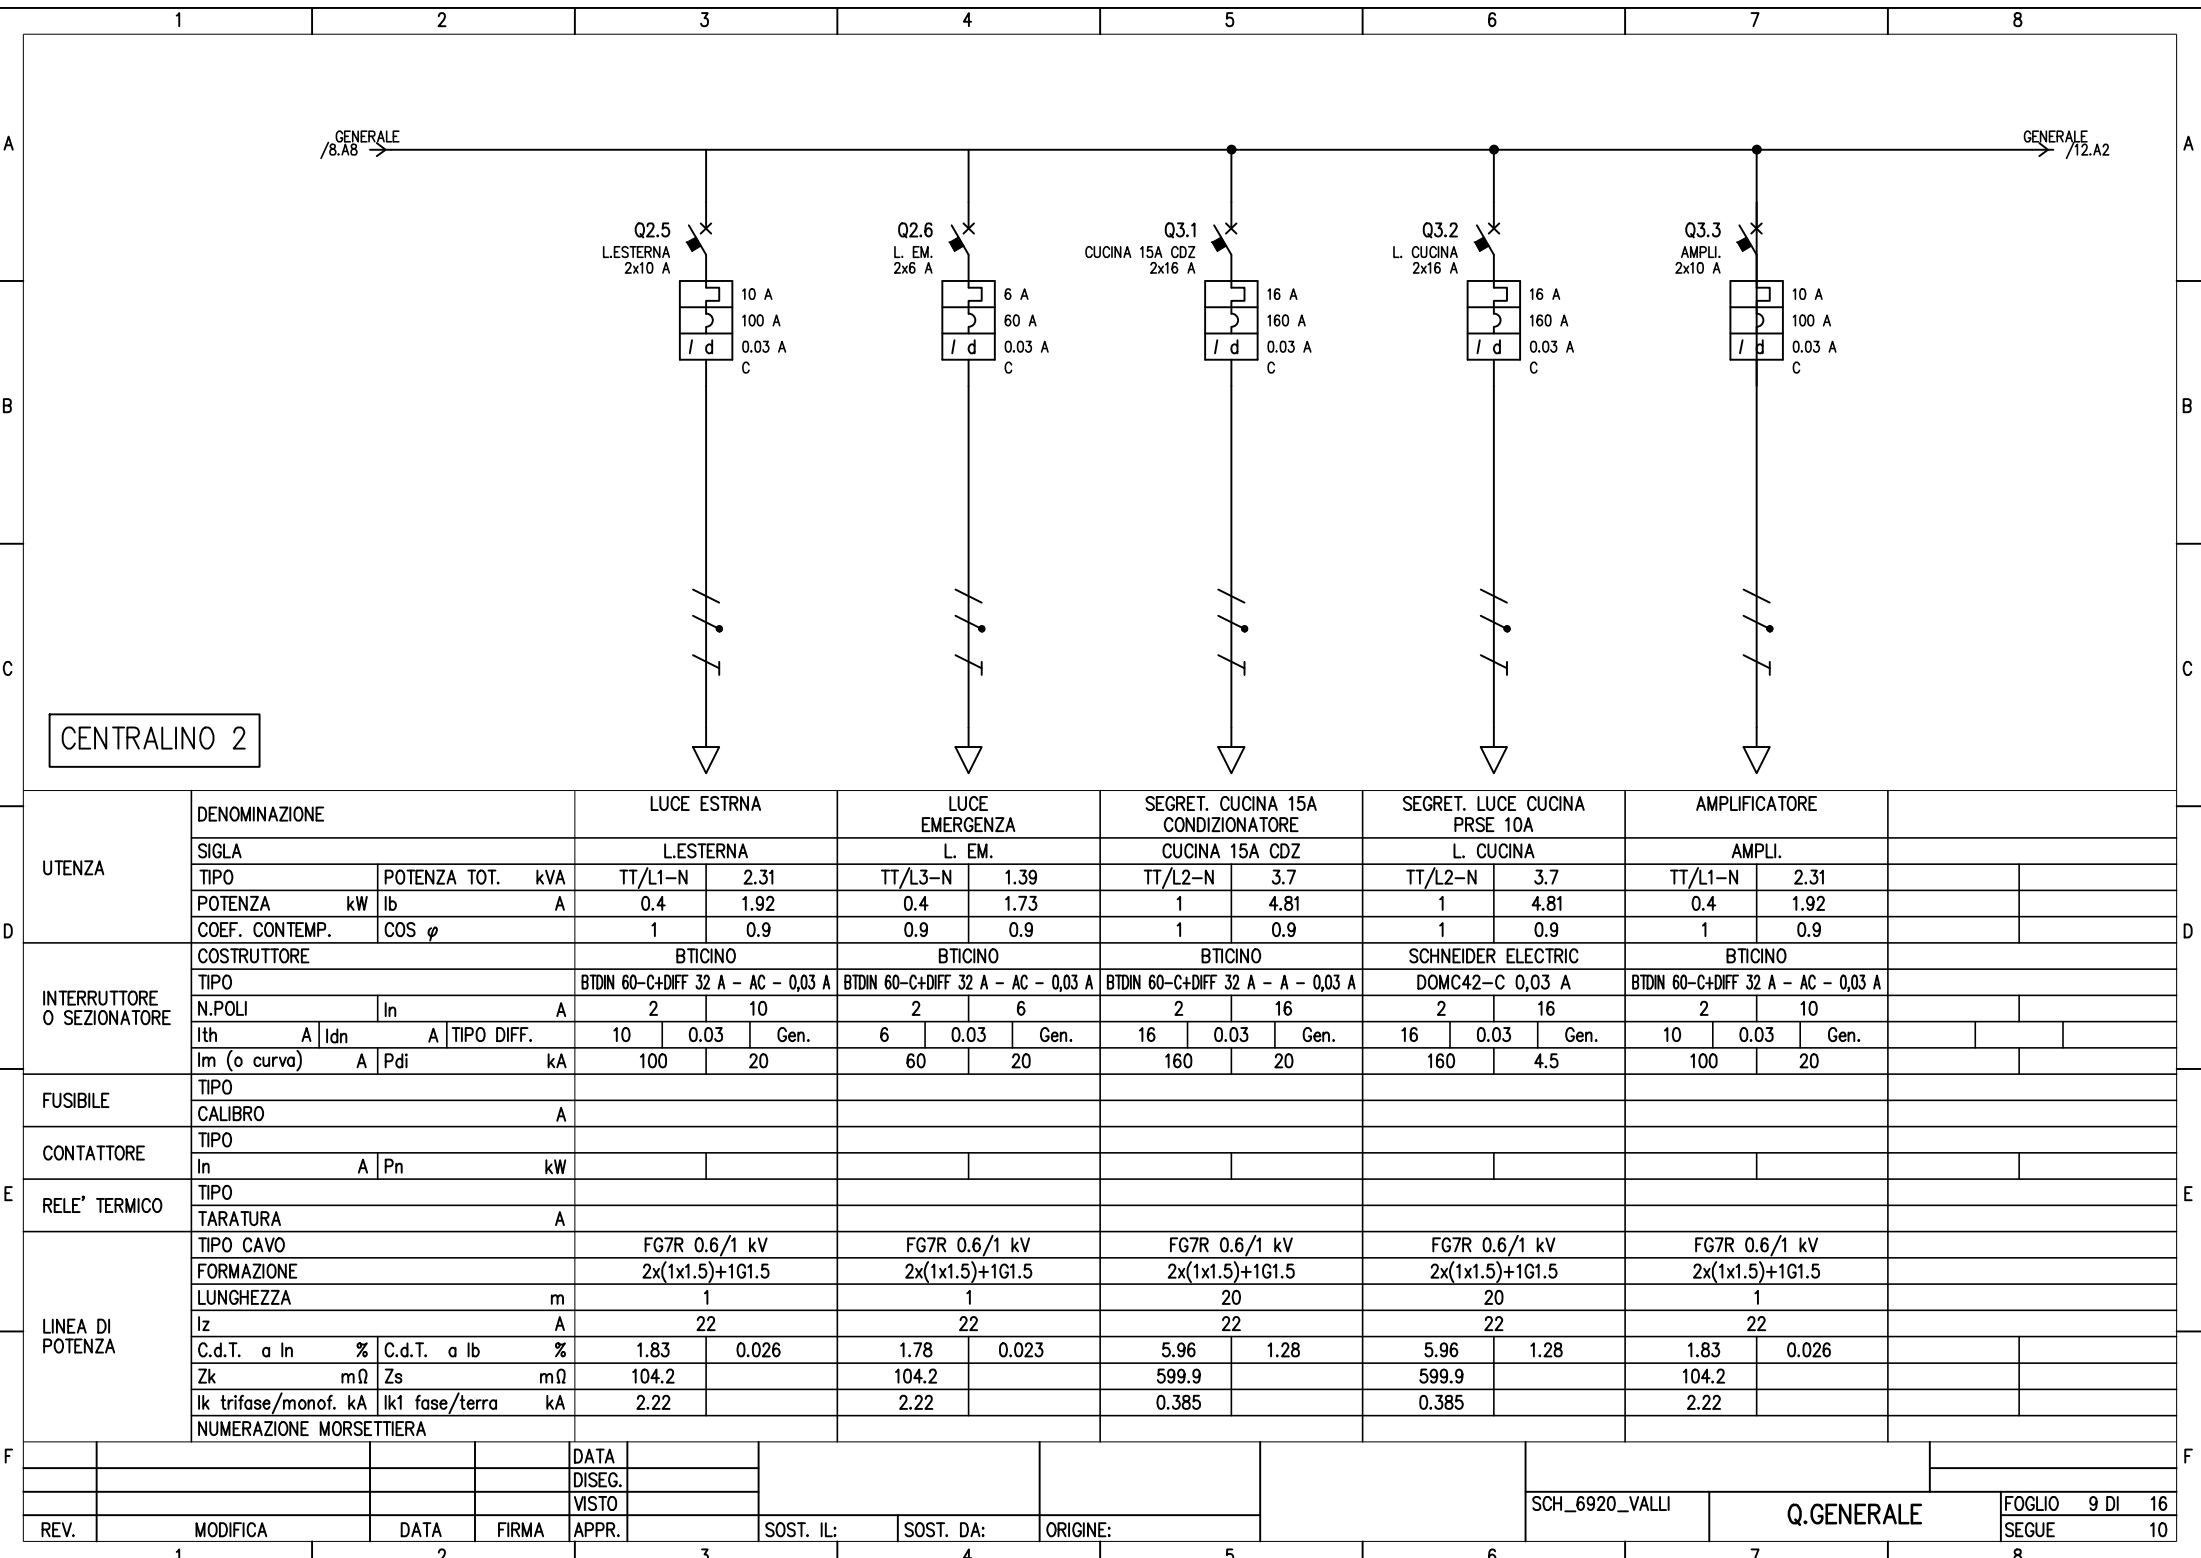 1 2 3 4 5 6 7 8
A GENERALE GENERALE A
/8.A8 /12.A2
Q2.5 Q2.6 Q3.1 Q3.2 Q3.3
L.ESTERNA L. EM. CUCINA 15A CDZ L. CUCINA AMPLI.
2x10 A 2x6 A 2x16 A 2x16 A 2x10 A
10 A 6 A 16 A 16 A 10 A
100 A 60 A 160 A 160 A 100 A
I d 0.03 A I d 0.03 A I d 0.03 A I d 0.03 A I d 0.03 A
C C C C C
B B
C C
CENTRALINO 2
UTENZA
DENOMINAZIONE LUCE ESTRNA LUCE EMERGENZA SEGRET. CUCINA 15A CONDIZIONATORE SEGRET. LUCE CUCINA PRSE 10A AMPLIFICATORE
SIGLA L.ESTERNA L. EM. CUCINA 15A CDZ L. CUCINA AMPLI.
TIPO POTENZA TOT. kVA TT/L1-N 2.31 TT/L3-N 1.39 TT/L2-N 3.7 TT/L2-N 3.7 TT/L1-N 2.31
POTENZA kW Ib A 0.4 1.92 0.4 1.73 1 4.81 1 4.81 0.4 1.92
D COEF. CONTEMP. COS φ 1 0.9 0.9 0.9 1 0.9 1 0.9 1 0.9 D
INTERRUTTORE
O SEZIONATORE
COSTRUTTORE BTICINO BTICINO BTICINO SCHNEIDER ELECTRIC BTICINO
TIPO BTDIN 60-C+DIFF 32 A - AC - 0,03 A BTDIN 60-C+DIFF 32 A - AC - 0,03 A BTDIN 60-C+DIFF 32 A - A - 0,03 A DOMC42-C 0,03 A BTDIN 60-C+DIFF 32 A - AC - 0,03 A
N.POLI In A 2 10 2 6 2 16 2 16 2 10
Ith A Idn A TIPO DIFF. 10 0.03 Gen. 6 0.03 Gen. 16 0.03 Gen. 16 0.03 Gen. 10 0.03 Gen.
Im (o curva) A Pdi kA 100 20 60 20 160 20 160 4.5 100 20
FUSIBILE
TIPO
CALIBRO A
CONTATTORE
TIPO
In A Pn kW
E RELE' TERMICO E
TIPO
TARATURA A
LINEA DI
POTENZA
TIPO CAVO FG7R 0.6/1 kV FG7R 0.6/1 kV FG7R 0.6/1 kV FG7R 0.6/1 kV FG7R 0.6/1 kV
FORMAZIONE 2x(1x1.5)+1G1.5 2x(1x1.5)+1G1.5 2x(1x1.5)+1G1.5 2x(1x1.5)+1G1.5 2x(1x1.5)+1G1.5
LUNGHEZZA m 1 1 20 20 1
Iz A 22 22 22 22 22
C.d.T. a In % C.d.T. a Ib % 1.83 0.026 1.78 0.023 5.96 1.28 5.96 1.28 1.83 0.026
Zk mΩ Zs mΩ 104.2 104.2 599.9 599.9 104.2
Ik trifase/monof. kA Ik1 fase/terra kA 2.22 2.22 0.385 0.385 2.22
NUMERAZIONE MORSETTIERA
F DATA F
DISEG.
VISTO SCH_6920_VALLI Q.GENERALE FOGLIO 9 DI 16
REV. MODIFICA DATA FIRMA APPR. SOST. IL: SOST. DA: ORIGINE: SEGUE 10
1 2 3 4 5 6 7 8